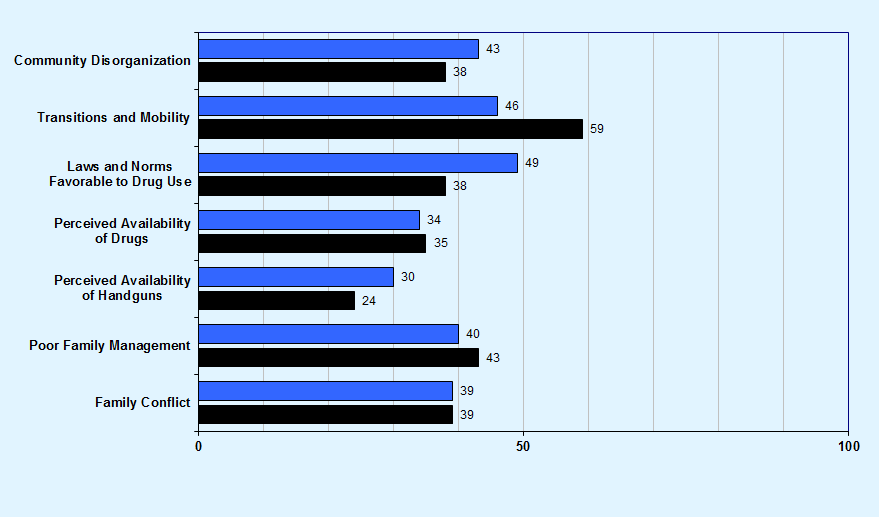 Community Disorganization
43
38
Transitions and Mobility
46
59
Laws and Norms
Favorable to Drug Use
49
38
Perceived Availability
of Drugs
34
35
Perceived Availability
of Handguns
30
24
Poor Family Management
40
43
Family Conflict
39
39
0 50 100